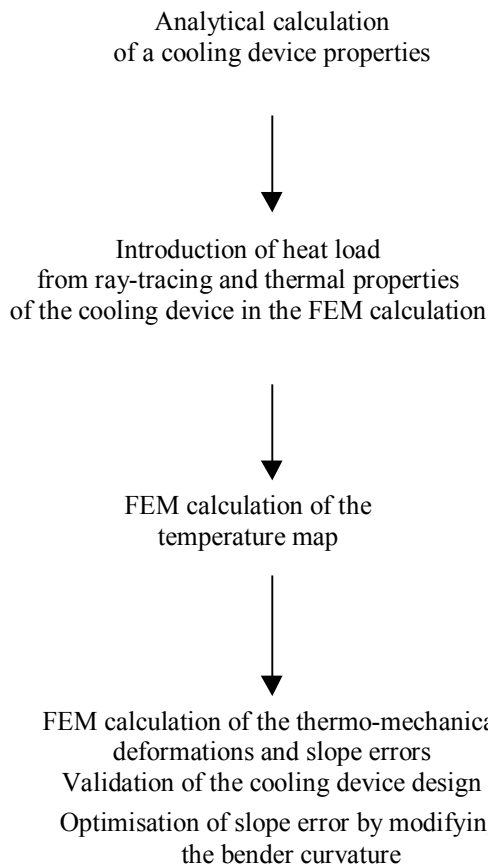 Analytical calculation
of a cooling device properties
Introduction of heat load
from ray-tracing and thermal properties
of the cooling device in the FEM calculation
FEM calculation of the
temperature map
FEM calculation of the thermo-mechanica
deformations and slope errors
Validation of the cooling device design
Optimisation of slope error by modifyin
the bender curvature